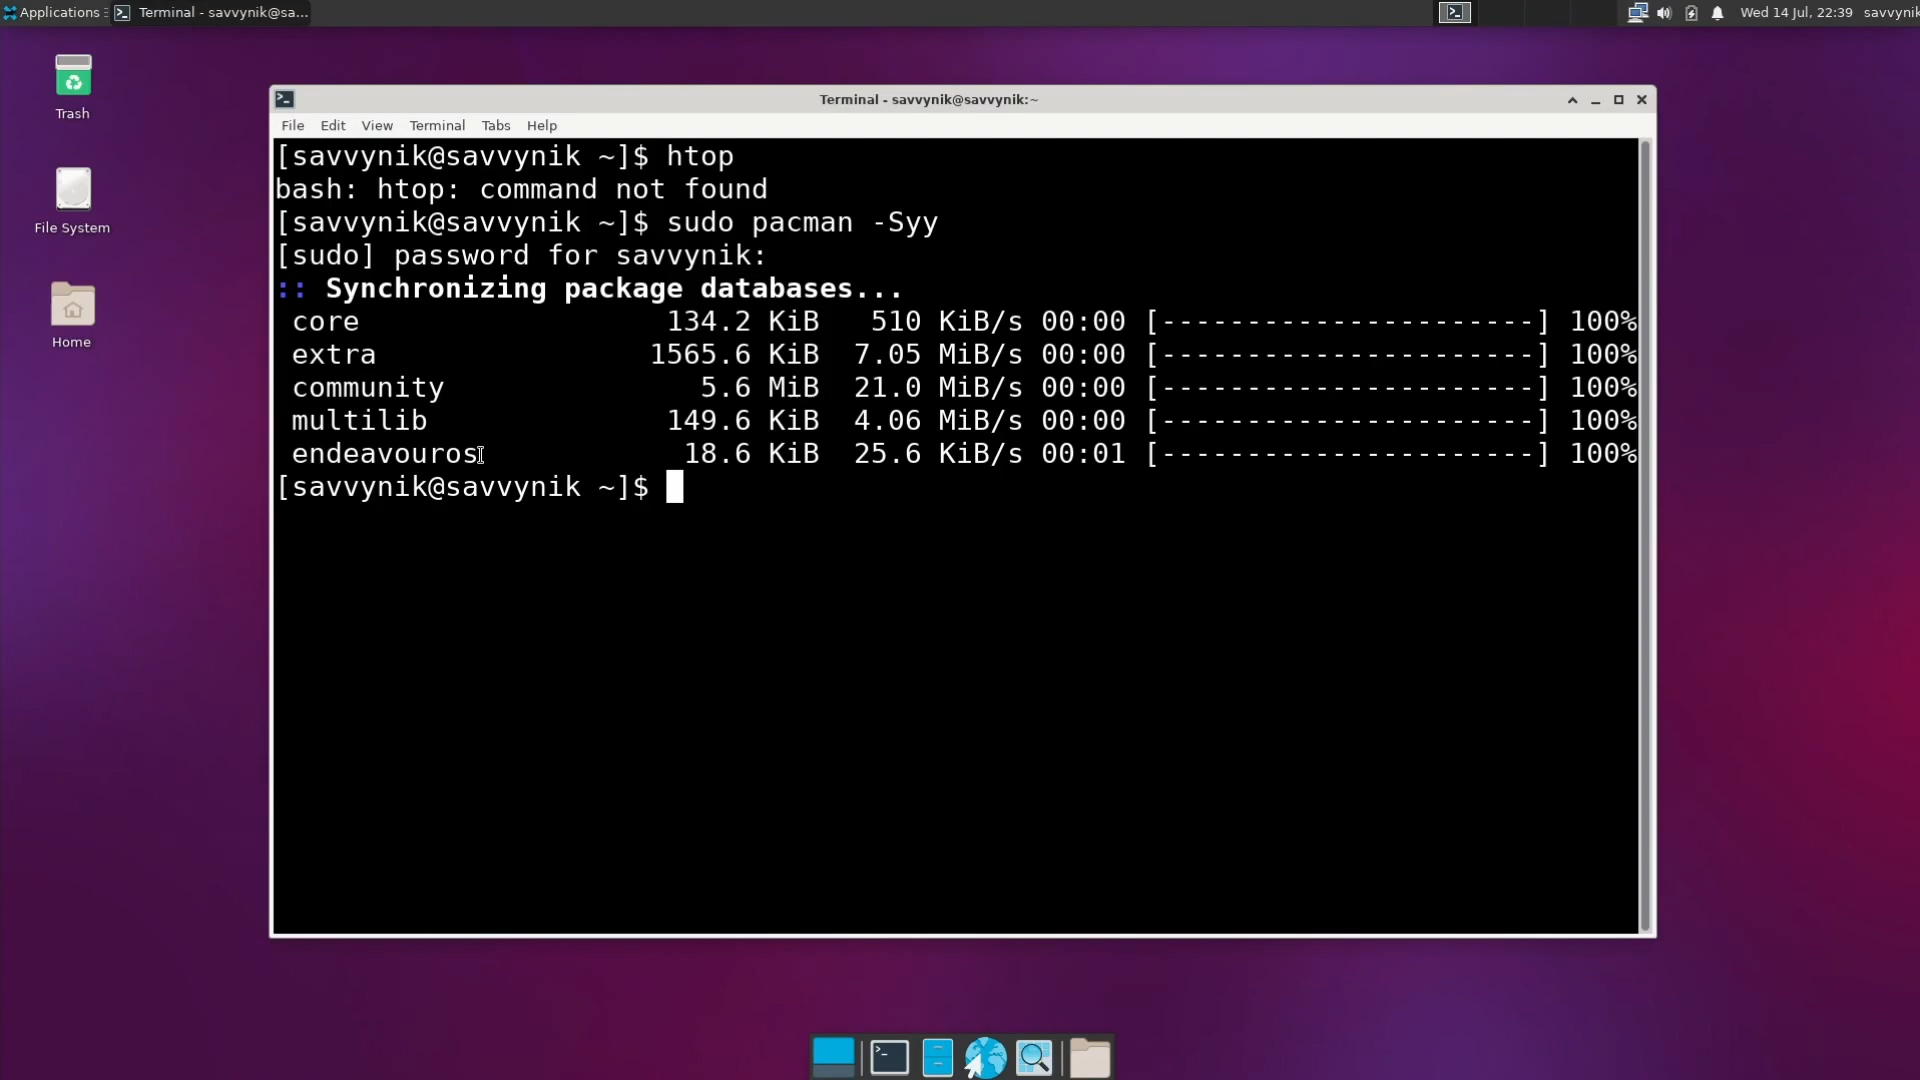 Applications
Terminal - savvynik@sa...
Wed 14 Jul, 22:39
savvynik
Trash
File System
Home
Terminal - savvynik@savvynik:~
File Edit View Terminal Tabs Help
[savvynik@savvynik ~]$ htop
bash: htop: command not found
[savvynik@savvynik ~]$ sudo pacman -Syy
[sudo] password for savvynik:
:: Synchronizing package databases...
core 134.2 KiB 510 KiB/s 00:00 [----------------------] 100%
extra 1565.6 KiB 7.05 MiB/s 00:00 [----------------------] 100%
community 5.6 MiB 21.0 MiB/s 00:00 [----------------------] 100%
multilib 149.6 KiB 4.06 MiB/s 00:00 [----------------------] 100%
endeavouros 18.6 KiB 25.6 KiB/s 00:01 [----------------------] 100%
[savvynik@savvynik ~]$